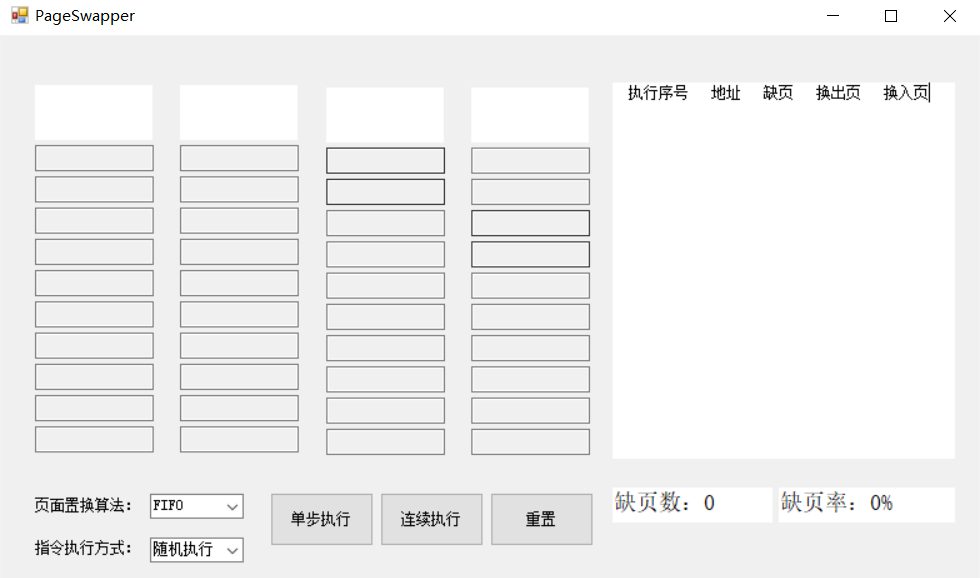 PageSwapper
执行序号 地址 缺页 换出页 换入页
页面置换算法： FIFO
指令执行方式： 随机执行
单步执行 连续执行 重置
缺页数：0 缺页率：0%